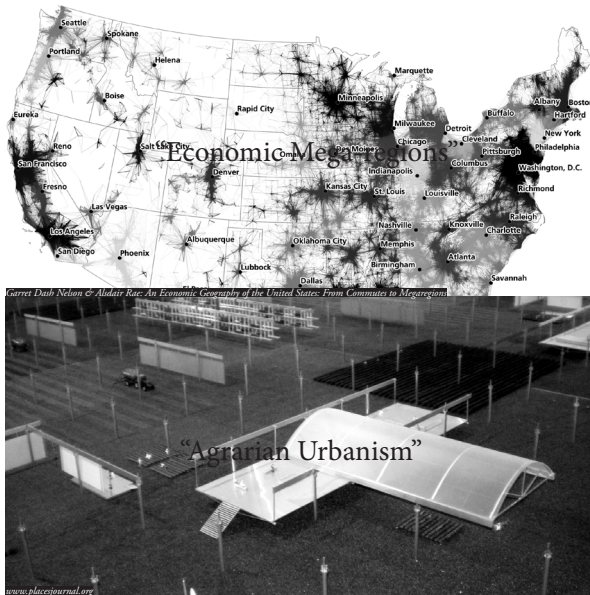 Seattle
Spokane
Portland
Helena
Marquette
Boise
Minneapolis
Rapid City
Albany
Boston
Buffalo
Eureka
Milwaukee
Hartford
Detroit
Reno
Salt Lake City
Cleveland
New York
Chicago
Des Moines
"Economic Mega-regions"
Pittsburgh
Philadelphia
San Francisco
Columbus
Denver
Indianapolis
Washington, D.C.
Fresno
Kansas City
St. Louis
Louisville
Richmond
Las Vegas
Raleigh
Nashville
Knoxville
Charlotte
Los Angeles
Albuquerque
Oklahoma City
Memphis
San Diego
Phoenix
Atlanta
Birmingham
Lubbock
Dallas
Savannah
Garret Dash Nelson & Alsdair Rae: An Economic Geography of the United States: From Commutes to Megaregions
“Agrarian Urbanism”
www.placesjournal.org